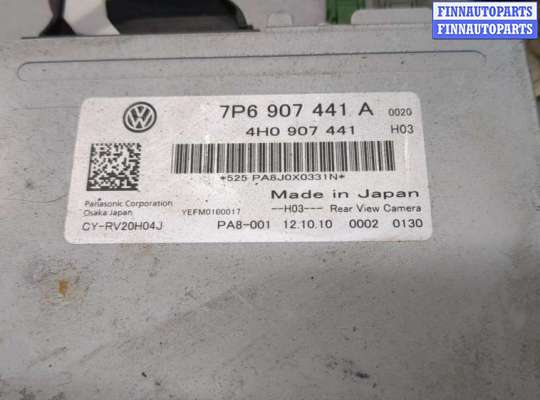 FINNAUTOPARTS
FINNAUTOPARTS
7P6 907 441 A 0020
4H0 907 441 H03
*525 PA8J0X0331N*
Made in Japan
Panasonic Corporation
Osaka Japan YEFM0160017 --H03--- Rear View Camera
CY-RV20H04J PA8-001 12.10.10 0002 0130